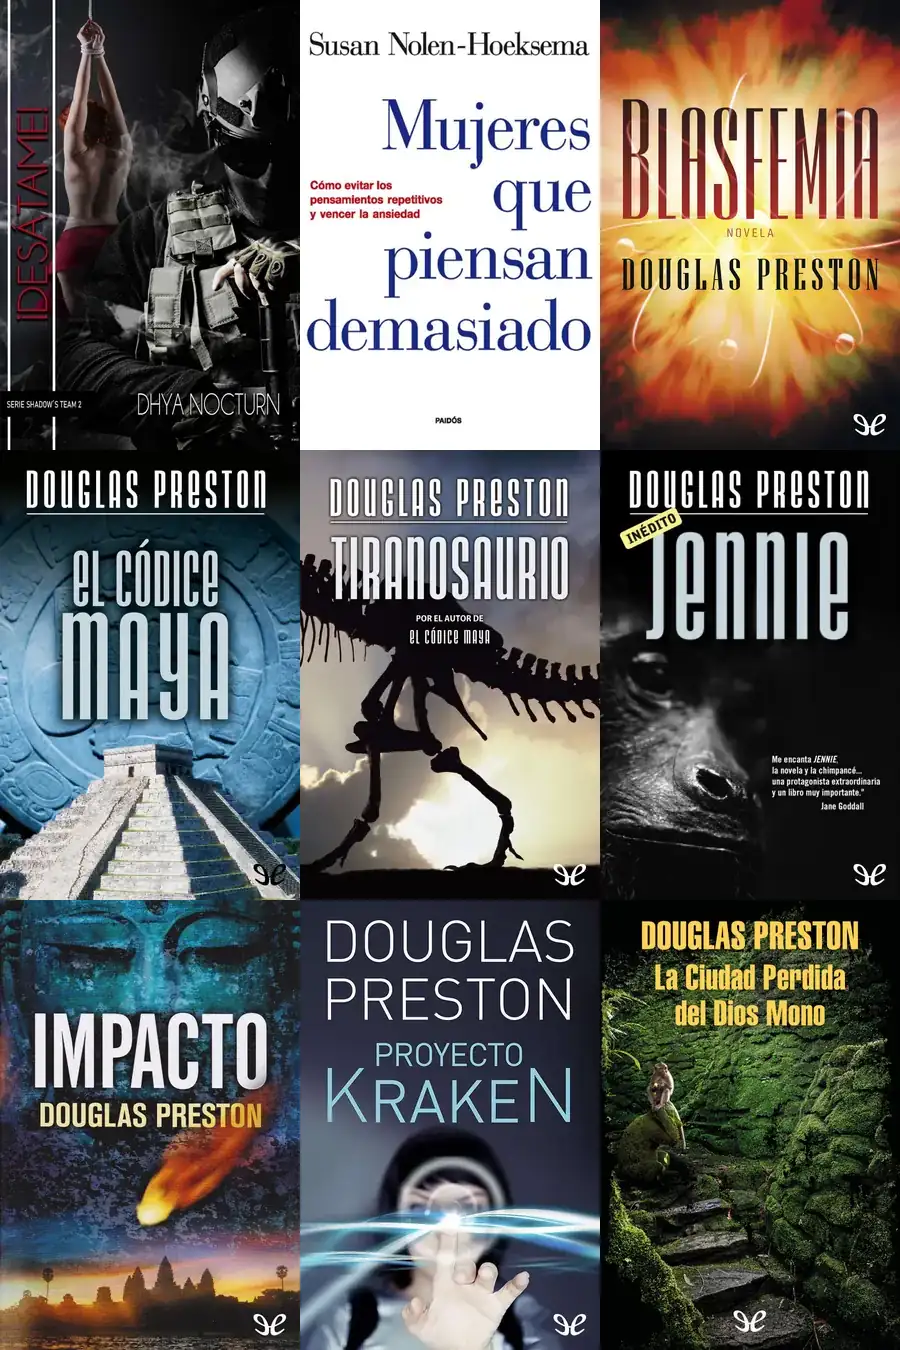 ¡DESÁTAME!
SERIE SHADOW'S TEAM 2
DHYA NOCTURN
Susan Nolen-Hoeksema
Mujeres
que
piensan
demasiado
Cómo evitar los
pensamientos repetitivos
y vencer la ansiedad
PAIDÓS
BLASFEMIA
NOVELA
DOUGLAS PRESTON
DOUGLAS PRESTON
EL CÓDICE
MAYA
DOUGLAS PRESTON
TIRANOSAURIO
POR EL AUTOR DE
EL CÓDICE MAYA
DOUGLAS PRESTON
INÉDITO
JENNIE
Me encanta JENNIE,
la novela y la chimpancé...
una protagonista extraordinaria
y un libro muy importante."
Jane Goddall
IMPACTO
DOUGLAS PRESTON
DOUGLAS
PRESTON
PROYECTO
KRAKEN
DOUGLAS PRESTON
La Ciudad Perdida
del Dios Mono